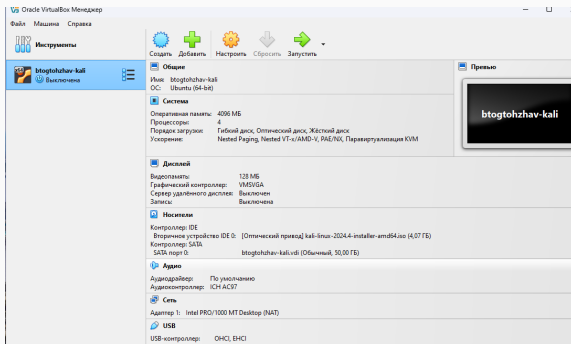 Oracle VirtualBox Менеджер
Файл Машина Справка
Инструменты
Создать Добавить Настроить Сбросить Запустить
btogtohzhav-kali
Выключена
Общие
Имя: btogtohzhav-kali
ОС: Ubuntu (64-bit)
Система
Оперативная память: 4096 МБ
Процессоры: 4
Порядок загрузки: Гибкий диск, Оптический диск, Жёсткий диск
Ускорение: Nested Paging, Nested VT-x/AMD-V, PAE/NX, Паравиртуализация KVM
Дисплей
Видеопамять: 128 МБ
Графический контроллер: VMSVGA
Сервер удалённого дисплея: Выключен
Запись: Выключена
Носители
Контроллер: IDE
Вторичное устройство IDE 0: [Оптический привод] kali-linux-2024.4-installer-amd64.iso (4,07 ГБ)
Контроллер: SATA
SATA порт 0: btogtohzhav-kali.vdi (Обычный, 50,00 ГБ)
Аудио
Аудиодрайвер: По умолчанию
Аудиоконтроллер: ICH AC97
Сеть
Адаптер 1: Intel PRO/1000 MT Desktop (NAT)
USB
USB-контроллер: OHCI, EHCI
Превью
btogtohzhav-kali